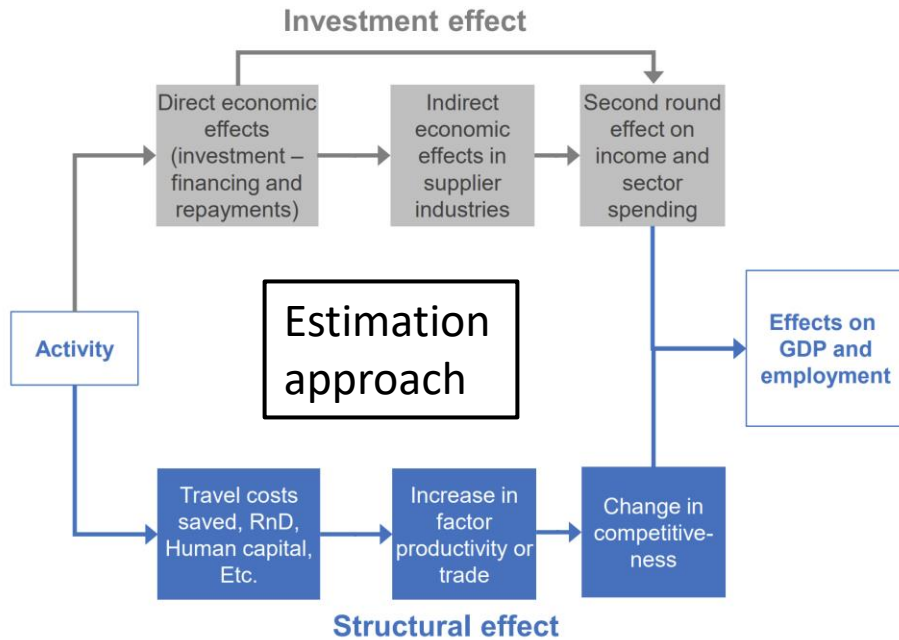 Investment effect
Direct economic
effects
(investment –
financing and
repayments)
Indirect
economic
effects in
supplier
industries
Second round
effect on
income and
sector
spending
Activity
Estimation
approach
Effects on
GDP and
employment
Travel costs
saved, RnD,
Human capital,
Etc.
Increase in
factor
productivity or
trade
Change in
competitive-
ness
Structural effect